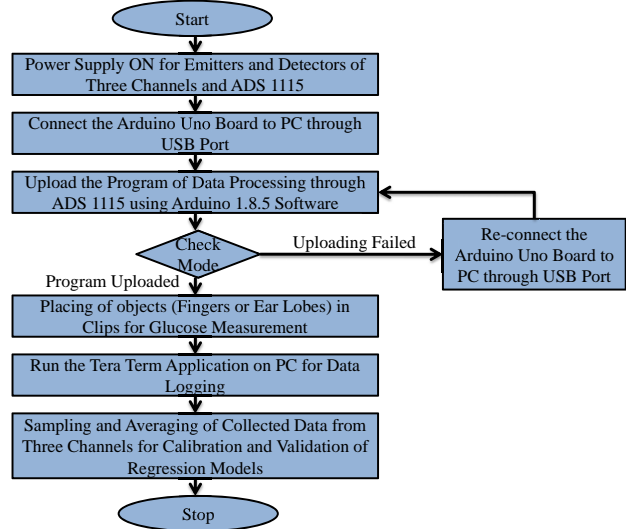 Start
Power Supply ON for Emitters and Detectors of
Three Channels and ADS 1115
Connect the Arduino Uno Board to PC through
USB Port
Upload the Program of Data Processing through
ADS 1115 using Arduino 1.8.5 Software
Check
Mode
Uploading Failed
Re-connect the
Arduino Uno Board to
PC through USB Port
Program Uploaded
Placing of objects (Fingers or Ear Lobes) in
Clips for Glucose Measurement
Run the Tera Term Application on PC for Data
Logging
Sampling and Averaging of Collected Data from
Three Channels for Calibration and Validation of
Regression Models
Stop